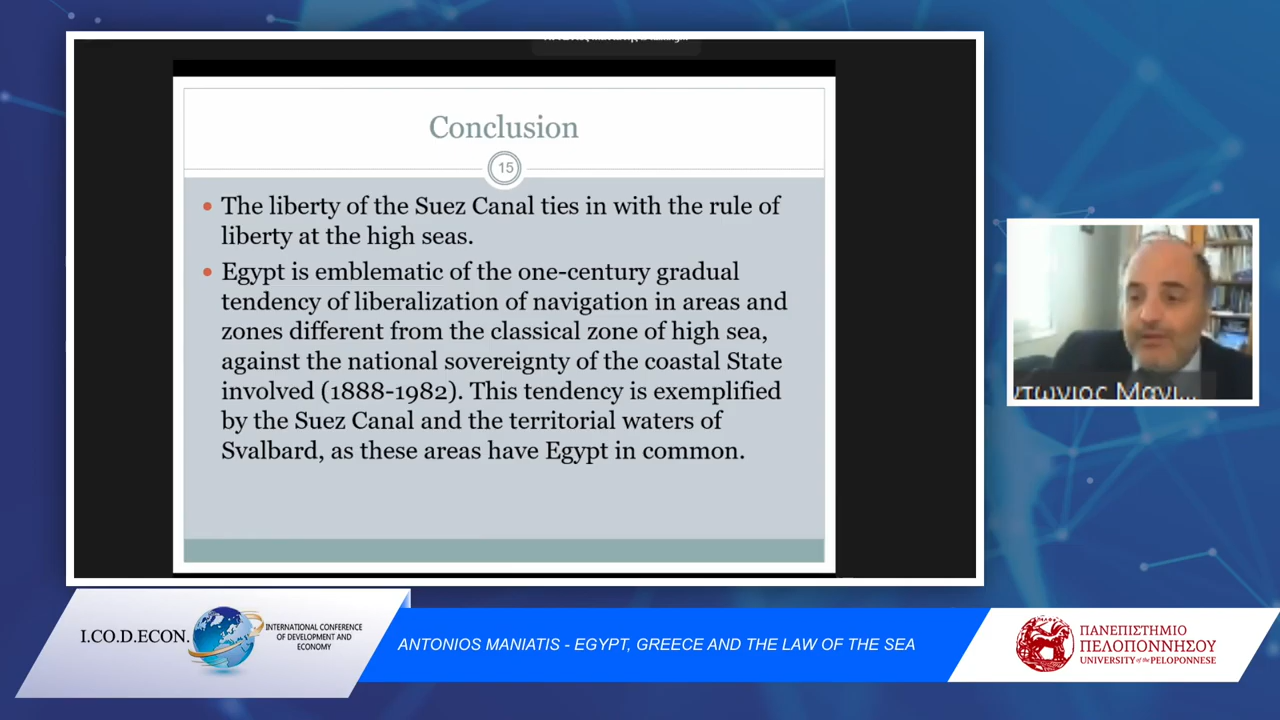 Conclusion
15
• The liberty of the Suez Canal ties in with the rule of
liberty at the high seas.
• Egypt is emblematic of the one-century gradual
tendency of liberalization of navigation in areas and
zones different from the classical zone of high sea,
against the national sovereignty of the coastal State
involved (1888-1982). This tendency is exemplified
by the Suez Canal and the territorial waters of
Svalbard, as these areas have Egypt in common.
ντωνιος Μανι...
I.CO.D.ECON.
INTERNATIONAL CONFERENCE
OF DEVELOPMENT AND
ECONOMY
ANTONIOS MANIATIS - EGYPT, GREECE AND THE LAW OF THE SEA
ΠΑΝΕΠΙΣΤΗΜΙΟ
ΠΕΛΟΠΟΝΝΗΣΟΥ
UNIVERSITY of the PELOPONNESE